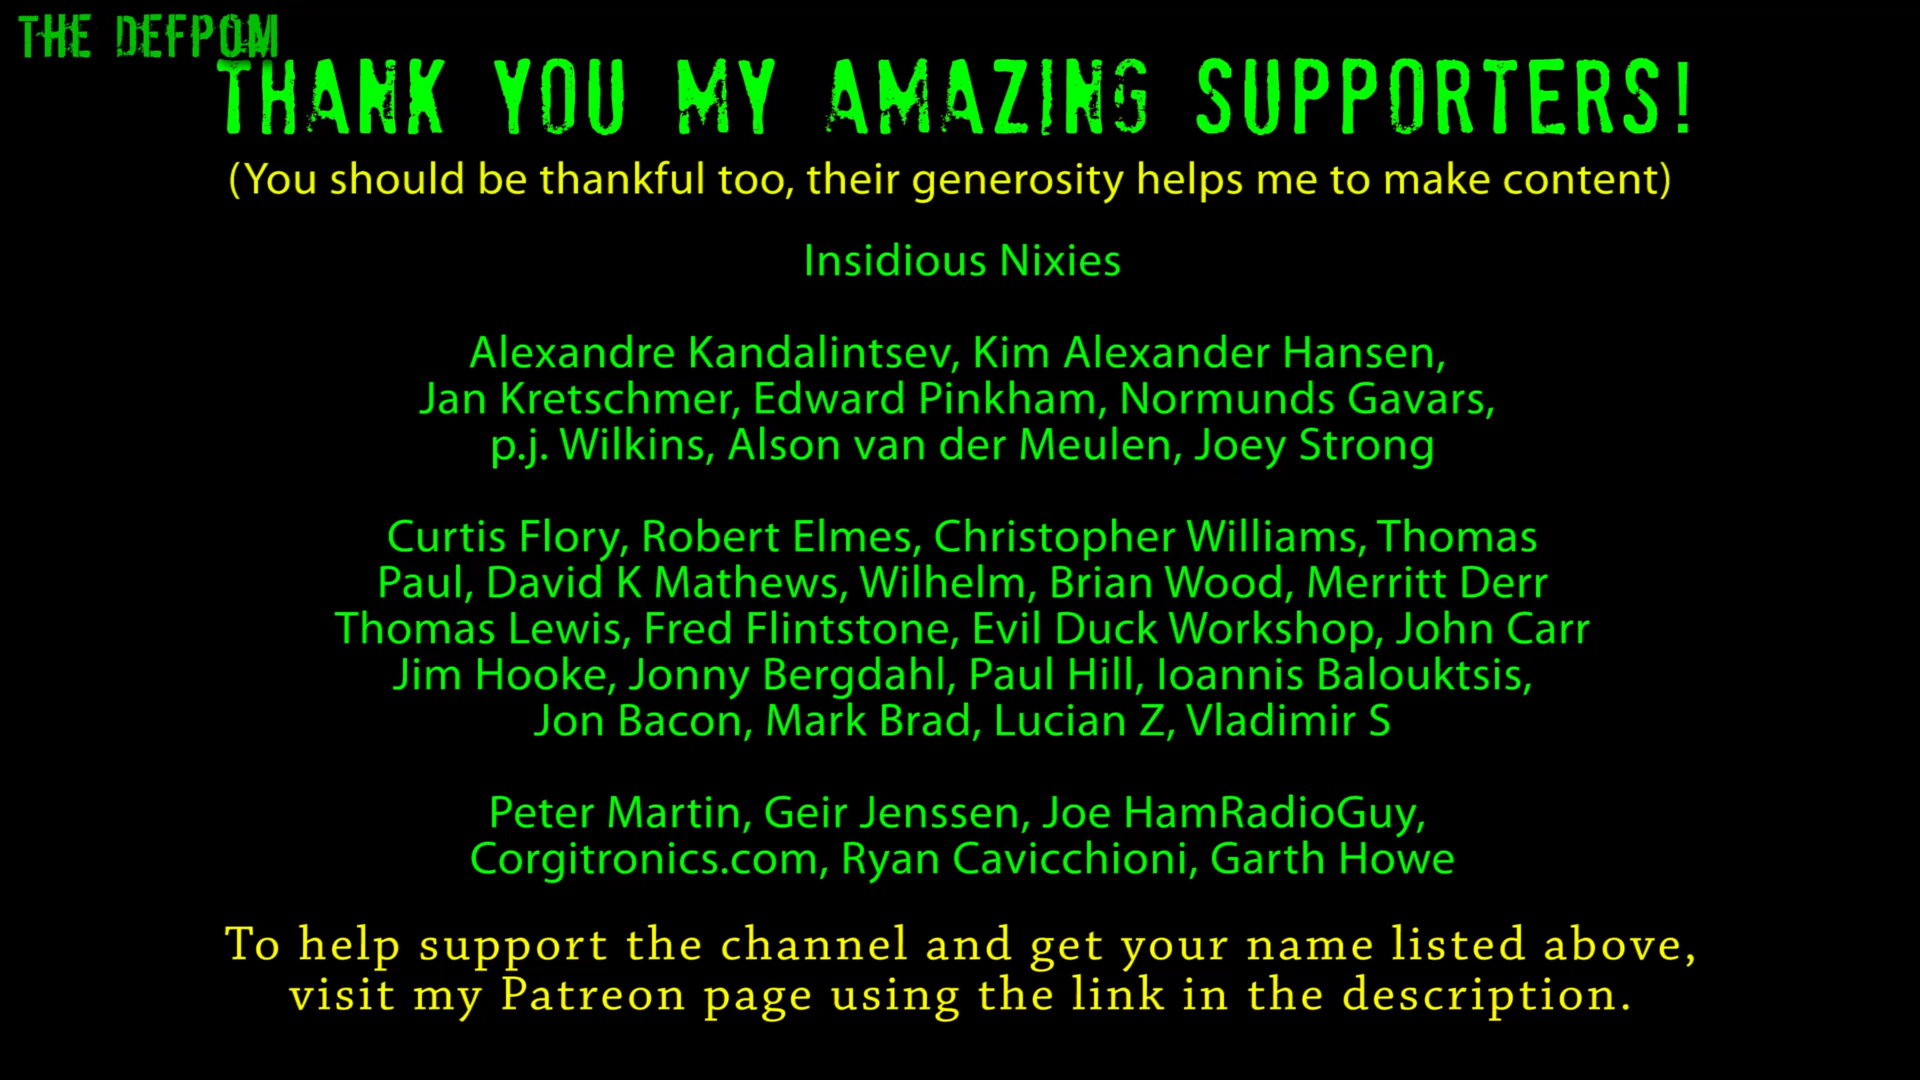 THE DEFPOM
THANK YOU MY AMAZING SUPPORTERS!
(You should be thankful too, their generosity helps me to make content)
Insidious Nixies
Alexandre Kandalintsev, Kim Alexander Hansen,
Jan Kretschmer, Edward Pinkham, Normunds Gavars,
p.j. Wilkins, Alson van der Meulen, Joey Strong
Curtis Flory, Robert Elmes, Christopher Williams, Thomas
Paul, David K Mathews, Wilhelm, Brian Wood, Merritt Derr
Thomas Lewis, Fred Flintstone, Evil Duck Workshop, John Carr
Jim Hooke, Jonny Bergdahl, Paul Hill, Ioannis Balouktsis,
Jon Bacon, Mark Brad, Lucian Z, Vladimir S
Peter Martin, Geir Jenssen, Joe HamRadioGuy,
Corgitronics.com, Ryan Cavicchioni, Garth Howe
To help support the channel and get your name listed above,
visit my Patreon page using the link in the description.